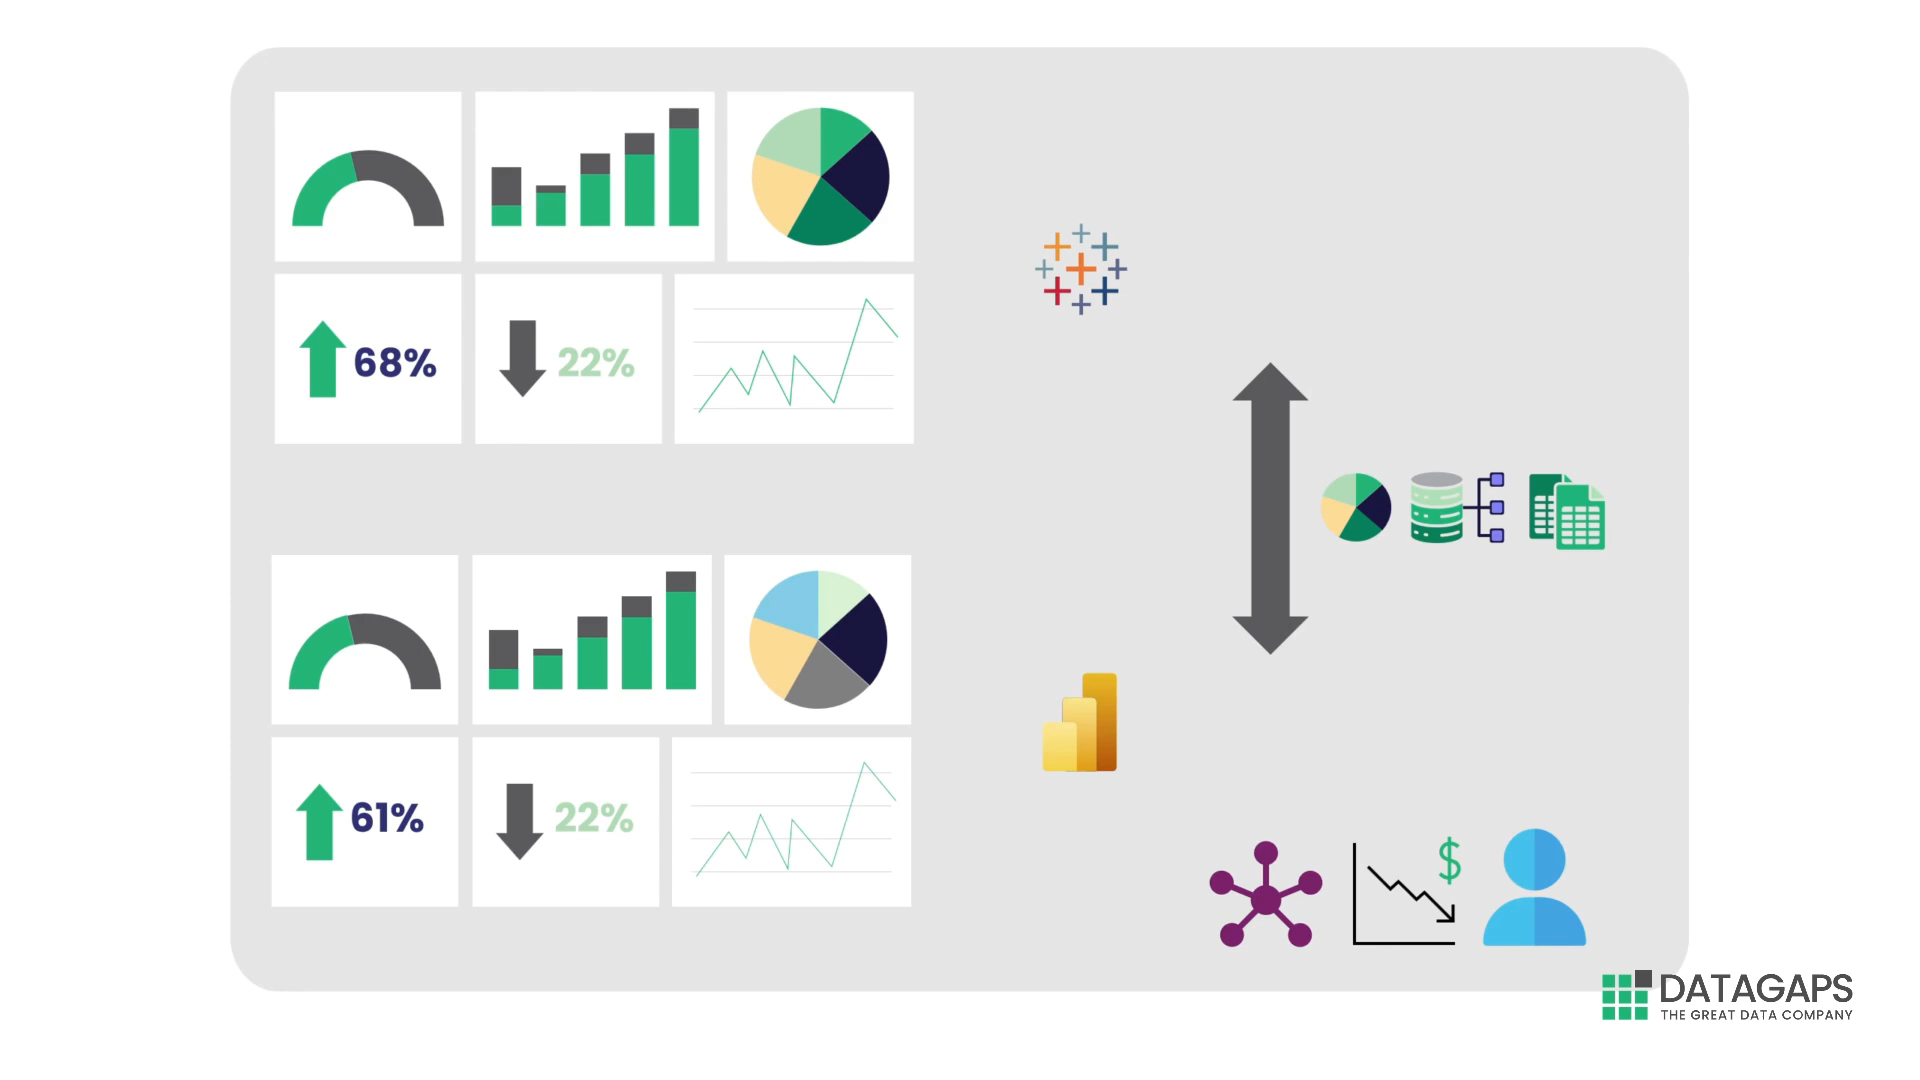 68%
22%
61%
22%
$
DATAGAPS
THE GREAT DATA COMPANY